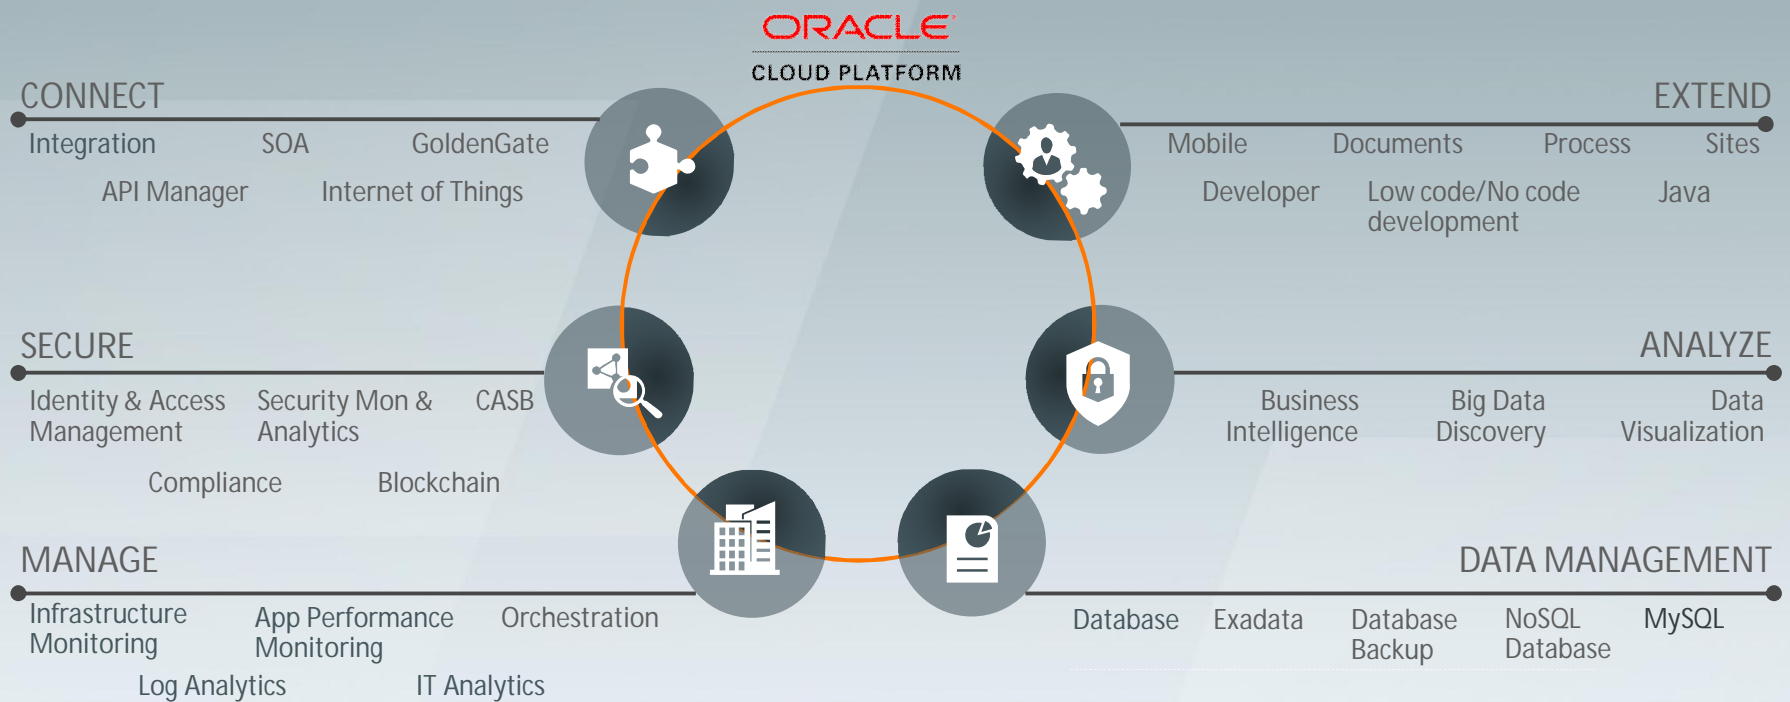 ORACLE
CLOUD PLATFORM
CONNECT
Integration SOA GoldenGate
API Manager Internet of Things
EXTEND
Mobile Documents Process Sites
Developer Low code/No code Java
development
SECURE
Identity & Access Security Mon & CASB
Management Analytics
Compliance Blockchain
ANALYZE
Business Big Data Data
Intelligence Discovery Visualization
MANAGE
Infrastructure App Performance Orchestration
Monitoring Monitoring
Log Analytics IT Analytics
DATA MANAGEMENT
Database Exadata Database NoSQL MySQL
Backup Database